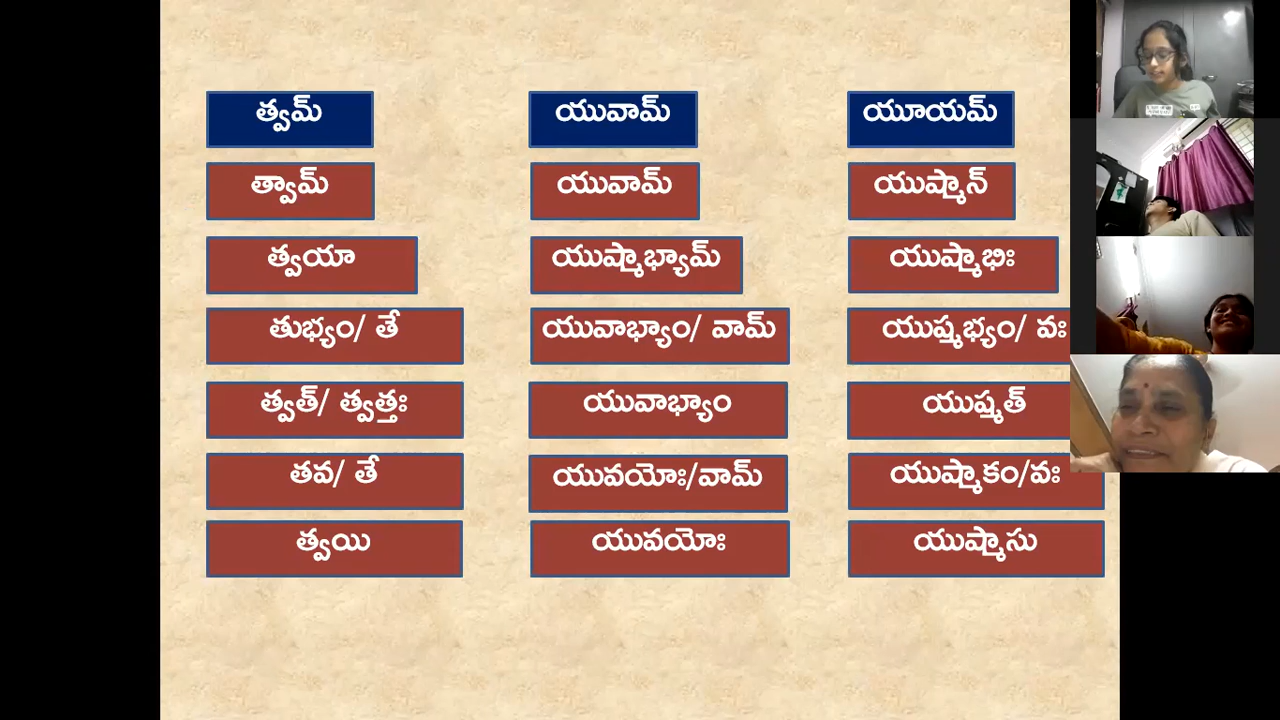 త్వమ్ యువామ్ యూయమ్
త్వామ్ యువామ్ యుష్మాన్
త్వయా యుష్మాభ్యామ్ యుష్మాభిః
తుభ్యం/ తే యువాభ్యాం/ వామ్ యుష్మభ్యం/ వః
త్వత్/ త్వత్తః యువాభ్యాం యుష్మత్
తవ/ తే యువయోః/వామ్ యుష్మాకం/వః
త్వయి యువయోః యుష్మాసు